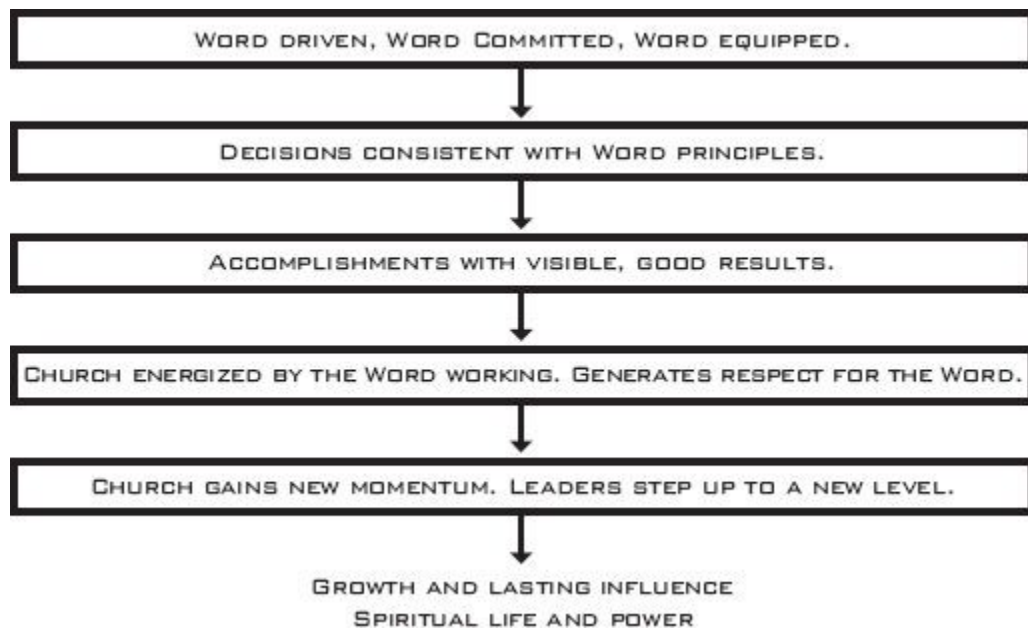 Word driven, Word Committed, Word equipped.
Decisions consistent with Word principles.
Accomplishments with visible, good results.
Church energized by the Word working. Generates respect for the Word.
Church gains new momentum. Leaders step up to a new level.
Growth and lasting influence
Spiritual life and power